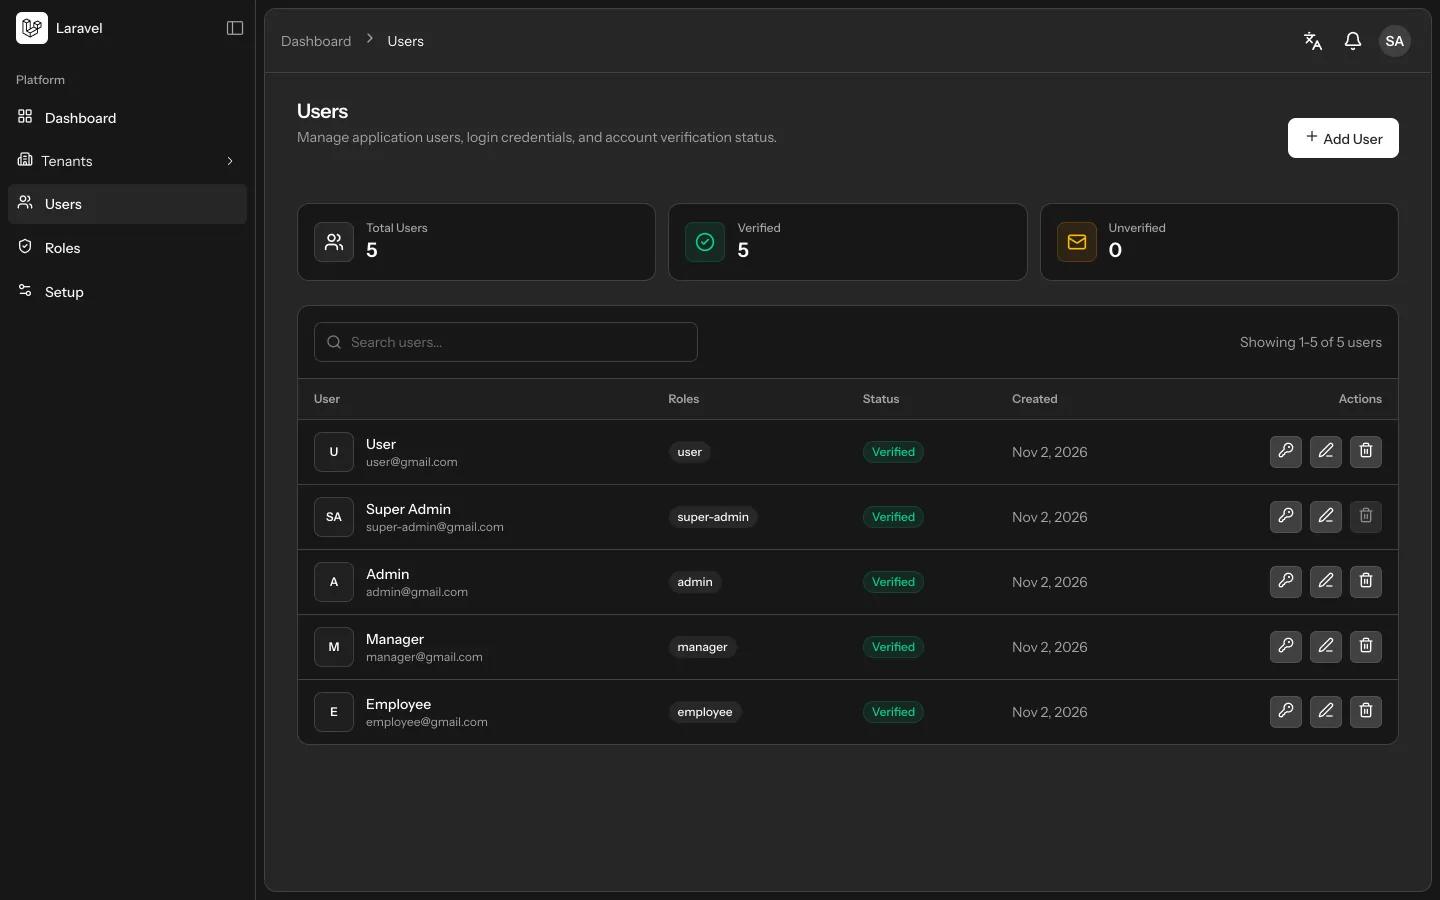 Laravel
Platform
Dashboard
Tenants
Users
Roles
Setup
Dashboard
Users
SA
Users
Manage application users, login credentials, and account verification status.
Add User
Total Users
5
Verified
5
Unverified
0
Search users...
Showing 1-5 of 5 users
User Roles Status Created Actions
U
User
user@gmail.com
user
Verified
Nov 2, 2026
SA
Super Admin
super-admin@gmail.com
super-admin
Verified
Nov 2, 2026
A
Admin
admin@gmail.com
admin
Verified
Nov 2, 2026
M
Manager
manager@gmail.com
manager
Verified
Nov 2, 2026
E
Employee
employee@gmail.com
employee
Verified
Nov 2, 2026